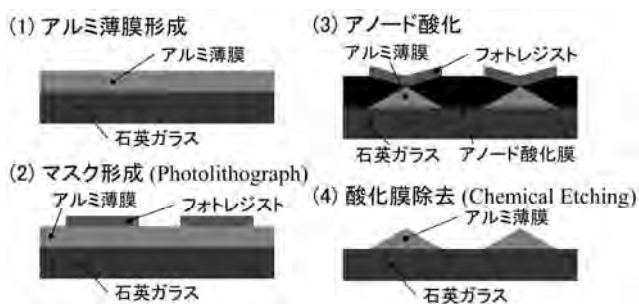 (1) アルミ薄膜形成
アルミ薄膜
石英ガラス
(2) マスク形成 (Photolithograph)
アルミ薄膜
フォトレジスト
石英ガラス
(3) アノード酸化
アルミ薄膜
フォトレジスト
石英ガラス
アノード酸化膜
(4) 酸化膜除去 (Chemical Etching)
アルミ薄膜
石英ガラス